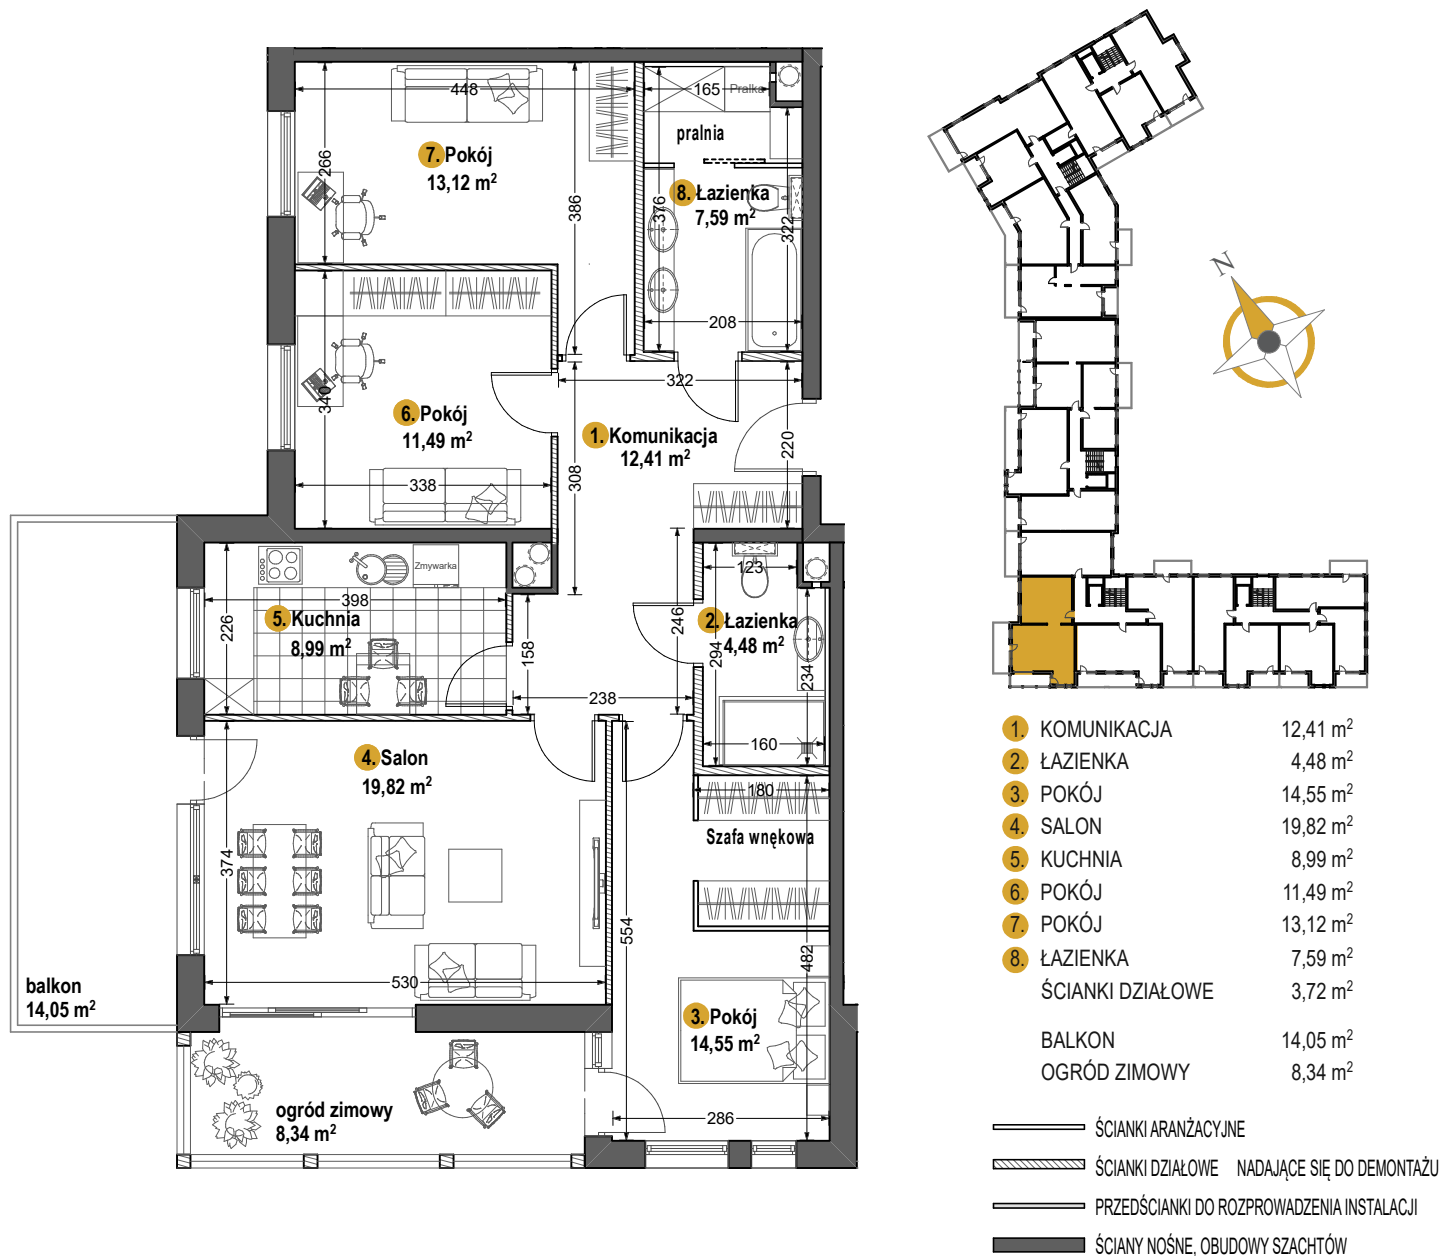 448
165
Pralka
pralnia
7. Pokój
13,12 m²
266
386
376
8. Łazienka
7,59 m²
322
208
N
340
322
6. Pokój
11,49 m²
1. Komunikacja
12,41 m²
220
338
308
Zmywarka
123
398
226
5. Kuchnia
8,99 m²
158
246
2. Łazienka
4,48 m²
294
234
238
160
4. Salon
19,82 m²
180
Szafa wnękowa
374
554
482
530
balkon
14,05 m²
3. Pokój
14,55 m²
ogród zimowy
8,34 m²
286
1. KOMUNIKACJA 12,41 m²
2. ŁAZIENKA 4,48 m²
3. POKÓJ 14,55 m²
4. SALON 19,82 m²
5. KUCHNIA 8,99 m²
6. POKÓJ 11,49 m²
7. POKÓJ 13,12 m²
8. ŁAZIENKA 7,59 m²
ŚCIANKI DZIAŁOWE 3,72 m²
BALKON 14,05 m²
OGRÓD ZIMOWY 8,34 m²
ŚCIANKI ARANŻACYJNE
ŚCIANKI DZIAŁOWE NADAJĄCE SIĘ DO DEMONTAŻU
PRZEDŚCIANKI DO ROZPROWADZENIA INSTALACJI
ŚCIANY NOŚNE, OBUDOWY SZACHTÓW